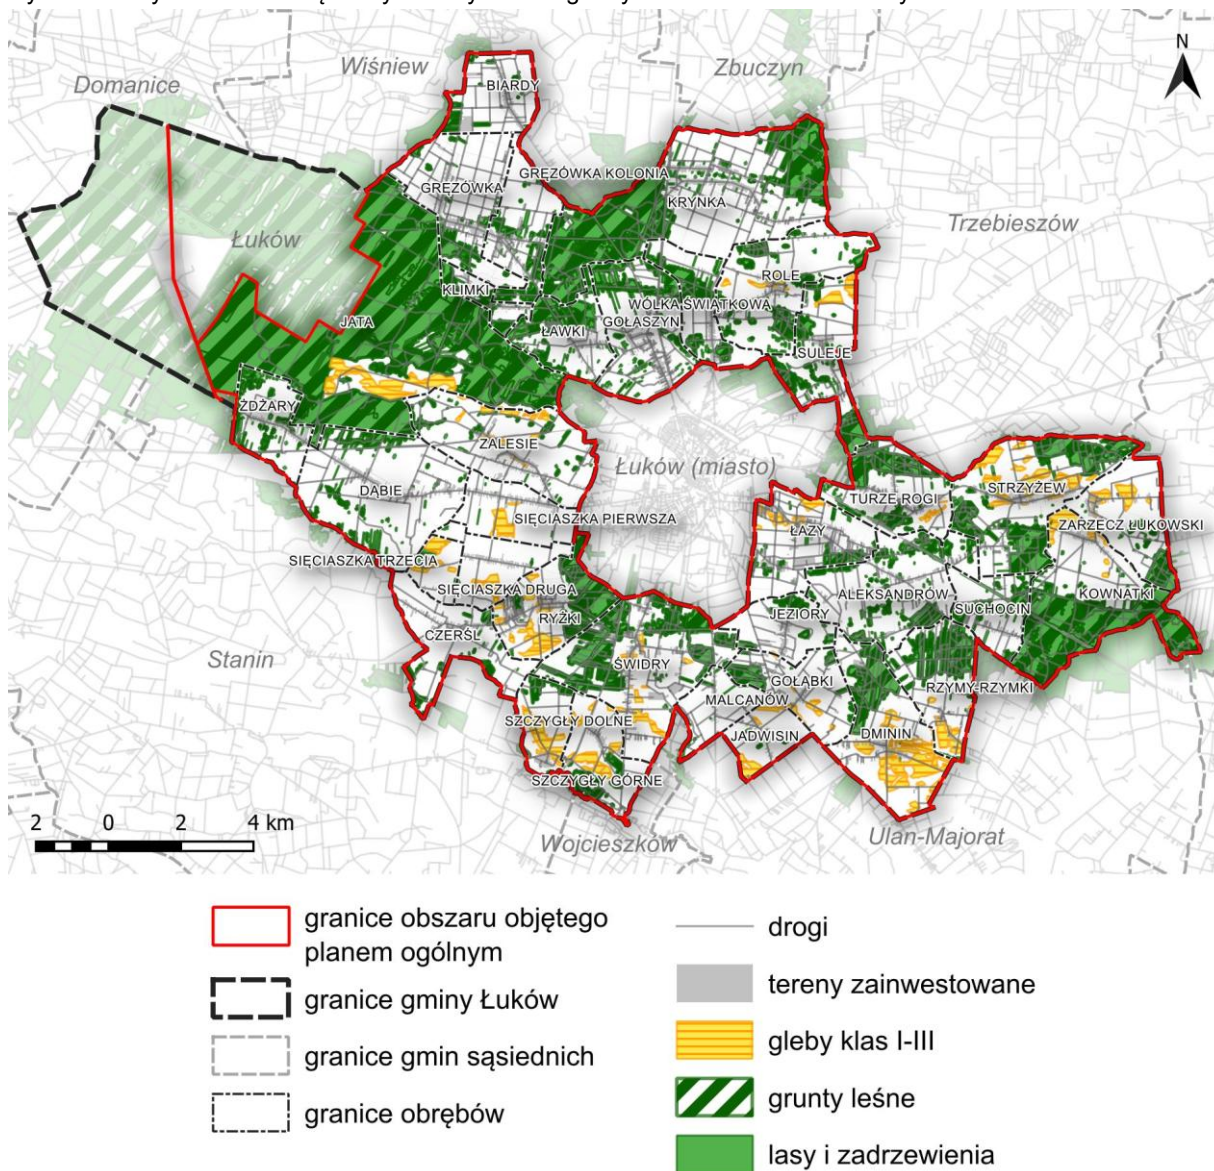 N
Wiśniew
Zbuczyn
Domanice
BIARDY
GRĘZÓWKA KOLONIA
GRĘZÓWKA
KRYNKA
Trzebieszów
Łuków
ROLE
KLIMKI
WÓLKA ŚWIĄTKOWA
JATA
ŁAWKI
GOŁASZYN
SULEJE
ŻDŻARY
ZALESIE
Łuków (miasto)
DĄBIE
TURZE ROGI
STRZYŻEW
SIĘCIASZKA PIERWSZA
ŁAZY
ZARZECZ ŁUKOWSKI
SIĘCIASZKA TRZECIA
SIĘCIASZKA DRUGA
ALEKSANDRÓW
KOWNATKI
RYŻKI
JEZIORY
SUCHOCIN
CZERŚL
Stanin
ŚWIDRY
GOŁĄBKI
RZYMY-RZYMKI
MALCANÓW
SZCZYGŁY DOLNE
JADWISIN
DMININ
SZCZYGŁY GÓRNE
2 0 2 4 km
Wojcieszków
Ulan-Majorat
granice obszaru objętego
planem ogólnym
granice gminy Łuków
granice gmin sąsiednich
granice obrębów
drogi
tereny zainwestowane
gleby klas I-III
grunty leśne
lasy i zadrzewienia